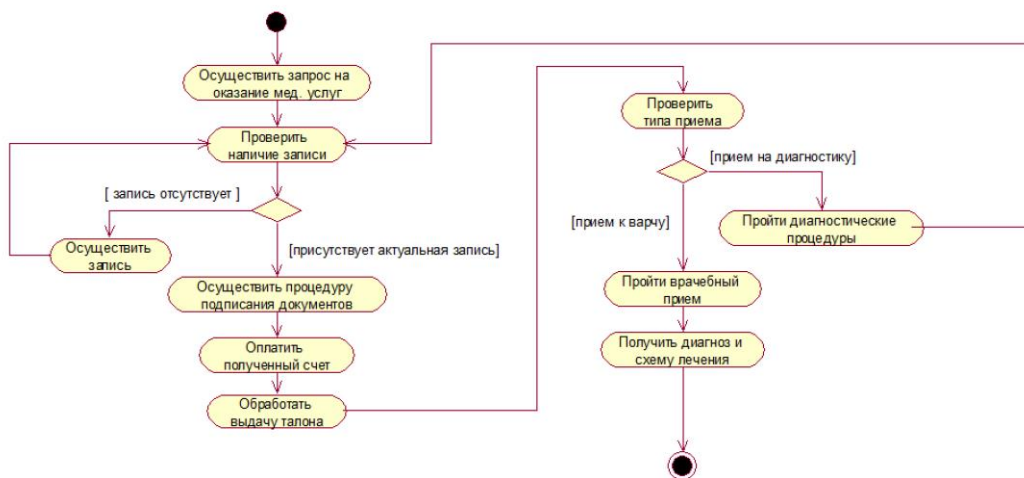 Осуществить запрос на
оказание мед. услуг
Проверить
наличие записи
[ запись отсутствует ]
Осуществить
запись
[присутствует актуальная запись]
Осуществить процедуру
подписания документов
Оплатить
полученный счет
Обработать
выдачу талона
Проверить
типа приема
[прием на диагностику]
[прием к варчу]
Пройти диагностические
процедуры
Пройти врачебный
прием
Получить диагноз и
схему лечения